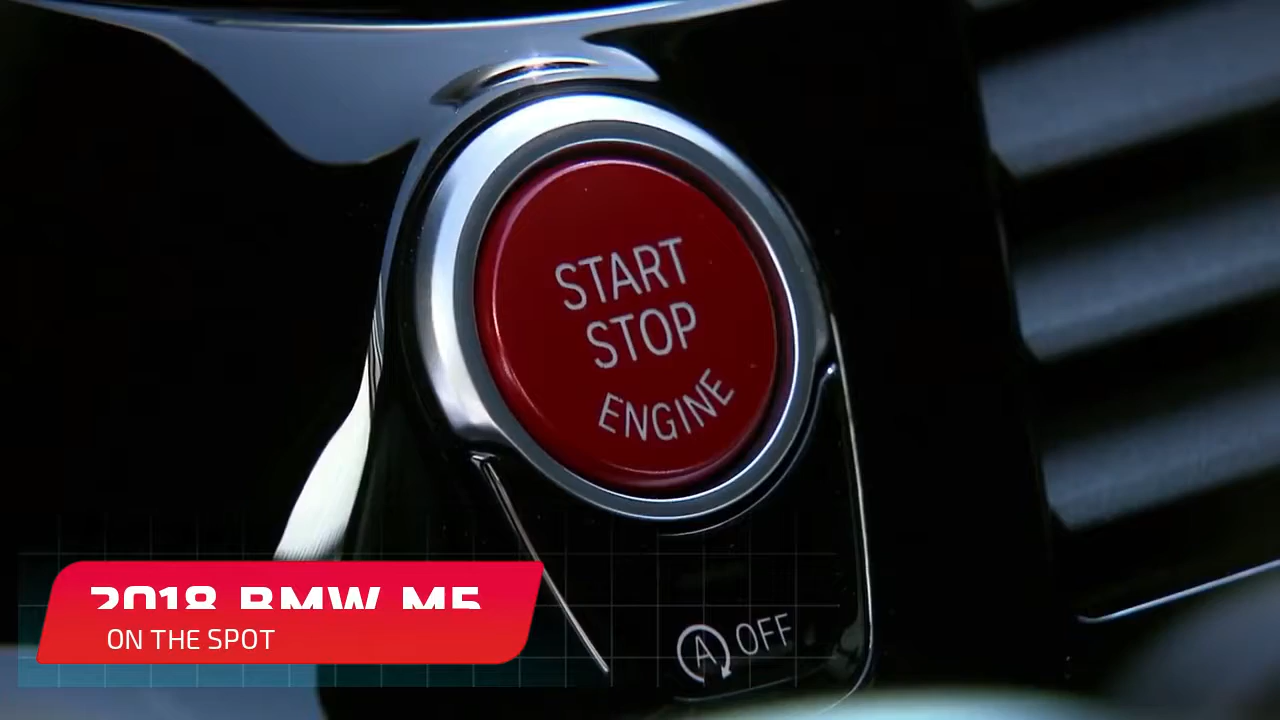 START
STOP
ENGINE
A OFF
2018 BMW M5
ON THE SPOT